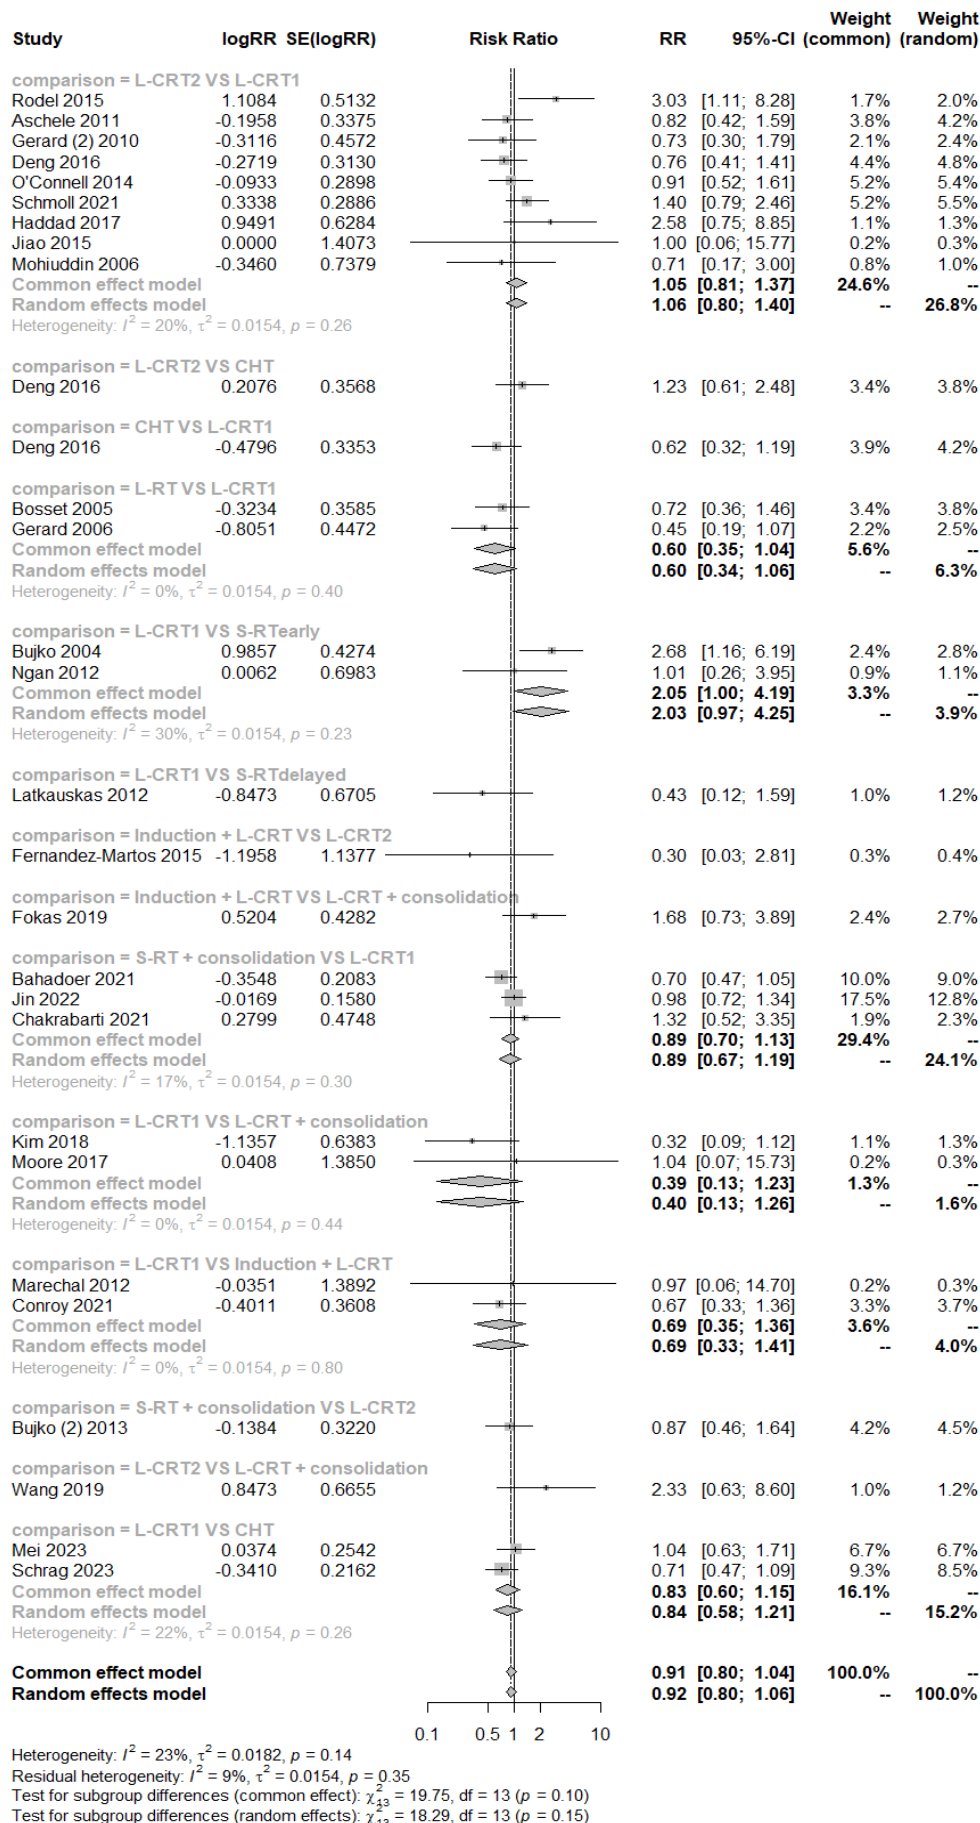 Weight Weight
Study logRR SE(logRR) Risk Ratio RR 95%-CI (common) (random)
comparison = L-CRT2 VS L-CRT1
Rodel 2015 1.1084 0.5132 3.03 [1.11; 8.28] 1.7% 2.0%
Aschele 2011 -0.1958 0.3375 0.82 [0.42; 1.59] 3.8% 4.2%
Gerard (2) 2010 -0.3116 0.4572 0.73 [0.30; 1.79] 2.1% 2.4%
Deng 2016 -0.2719 0.3130 0.76 [0.41; 1.41] 4.4% 4.8%
O'Connell 2014 -0.0933 0.2898 0.91 [0.52; 1.61] 5.2% 5.4%
Schmoll 2021 0.3338 0.2886 1.40 [0.79; 2.46] 5.2% 5.5%
Haddad 2017 0.9491 0.6284 2.58 [0.75; 8.85] 1.1% 1.3%
Jiao 2015 0.0000 1.4073 1.00 [0.06; 15.77] 0.2% 0.3%
Mohiuddin 2006 -0.3460 0.7379 0.71 [0.17; 3.00] 0.8% 1.0%
Common effect model 1.05 [0.81; 1.37] 24.6% --
Random effects model 1.06 [0.80; 1.40] -- 26.8%
Heterogeneity: I² = 20%, τ² = 0.0154, p = 0.26
comparison = L-CRT2 VS CHT
Deng 2016 0.2076 0.3568 1.23 [0.61; 2.48] 3.4% 3.8%
comparison = CHT VS L-CRT1
Deng 2016 -0.4796 0.3353 0.62 [0.32; 1.19] 3.9% 4.2%
comparison = L-RT VS L-CRT1
Bosset 2005 -0.3234 0.3585 0.72 [0.36; 1.46] 3.4% 3.8%
Gerard 2006 -0.8051 0.4472 0.45 [0.19; 1.07] 2.2% 2.5%
Common effect model 0.60 [0.35; 1.04] 5.6% --
Random effects model 0.60 [0.34; 1.06] -- 6.3%
Heterogeneity: I² = 0%, τ² = 0.0154, p = 0.40
comparison = L-CRT1 VS S-RTearly
Bujko 2004 0.9857 0.4274 2.68 [1.16; 6.19] 2.4% 2.8%
Ngan 2012 0.0062 0.6983 1.01 [0.26; 3.95] 0.9% 1.1%
Common effect model 2.05 [1.00; 4.19] 3.3% --
Random effects model 2.03 [0.97; 4.25] -- 3.9%
Heterogeneity: I² = 30%, τ² = 0.0154, p = 0.23
comparison = L-CRT1 VS S-RTdelayed
Latkauskas 2012 -0.8473 0.6705 0.43 [0.12; 1.59] 1.0% 1.2%
comparison = Induction + L-CRT VS L-CRT2
Fernandez-Martos 2015 -1.1958 1.1377 0.30 [0.03; 2.81] 0.3% 0.4%
comparison = Induction + L-CRT VS L-CRT + consolidation
Fokas 2019 0.5204 0.4282 1.68 [0.73; 3.89] 2.4% 2.7%
comparison = S-RT + consolidation VS L-CRT1
Bahadoer 2021 -0.3548 0.2083 0.70 [0.47; 1.05] 10.0% 9.0%
Jin 2022 -0.0169 0.1580 0.98 [0.72; 1.34] 17.5% 12.8%
Chakrabarti 2021 0.2799 0.4748 1.32 [0.52; 3.35] 1.9% 2.3%
Common effect model 0.89 [0.70; 1.13] 29.4% --
Random effects model 0.89 [0.67; 1.19] -- 24.1%
Heterogeneity: I² = 17%, τ² = 0.0154, p = 0.30
comparison = L-CRT1 VS L-CRT + consolidation
Kim 2018 -1.1357 0.6383 0.32 [0.09; 1.12] 1.1% 1.3%
Moore 2017 0.0408 1.3850 1.04 [0.07; 15.73] 0.2% 0.3%
Common effect model 0.39 [0.13; 1.23] 1.3% --
Random effects model 0.40 [0.13; 1.26] -- 1.6%
Heterogeneity: I² = 0%, τ² = 0.0154, p = 0.44
comparison = L-CRT1 VS Induction + L-CRT
Marechal 2012 -0.0351 1.3892 0.97 [0.06; 14.70] 0.2% 0.3%
Conroy 2021 -0.4011 0.3608 0.67 [0.33; 1.36] 3.3% 3.7%
Common effect model 0.69 [0.35; 1.36] 3.6% --
Random effects model 0.69 [0.33; 1.41] -- 4.0%
Heterogeneity: I² = 0%, τ² = 0.0154, p = 0.80
comparison = S-RT + consolidation VS L-CRT2
Bujko (2) 2013 -0.1384 0.3220 0.87 [0.46; 1.64] 4.2% 4.5%
comparison = L-CRT2 VS L-CRT + consolidation
Wang 2019 0.8473 0.6655 2.33 [0.63; 8.60] 1.0% 1.2%
comparison = L-CRT1 VS CHT
Mei 2023 0.0374 0.2542 1.04 [0.63; 1.71] 6.7% 6.7%
Schrag 2023 -0.3410 0.2162 0.71 [0.47; 1.09] 9.3% 8.5%
Common effect model 0.83 [0.60; 1.15] 16.1% --
Random effects model 0.84 [0.58; 1.21] -- 15.2%
Heterogeneity: I² = 22%, τ² = 0.0154, p = 0.26
Common effect model 0.91 [0.80; 1.04] 100.0% --
Random effects model 0.92 [0.80; 1.06] -- 100.0%
0.1 0.5 1 2 10
Heterogeneity: I² = 23%, τ² = 0.0182, p = 0.14
Residual heterogeneity: I² = 9%, τ² = 0.0154, p = 0.35
Test for subgroup differences (common effect): χ²₁₃ = 19.75, df = 13 (p = 0.10)
Test for subgroup differences (random effects): χ²₁₃ = 18.29, df = 13 (p = 0.15)